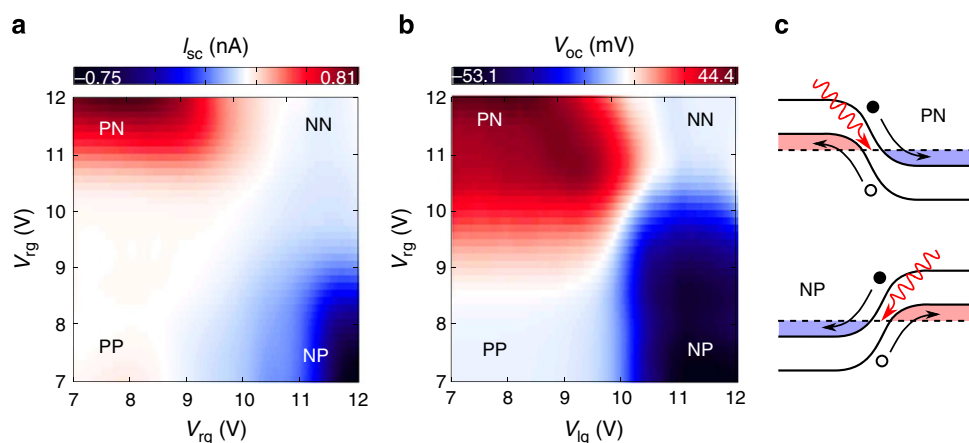 a
I_sc (nA)
−0.75 0.81
12
11
10
9
8
7
V_rg (V)
PN
NN
PP
NP
7 8 9 10 11 12
V_rg (V)
b
V_oc (mV)
−53.1 44.4
12
11
10
9
8
7
V_rg (V)
PN
NN
PP
NP
7 8 9 10 11 12
V_lg (V)
c
PN
NP